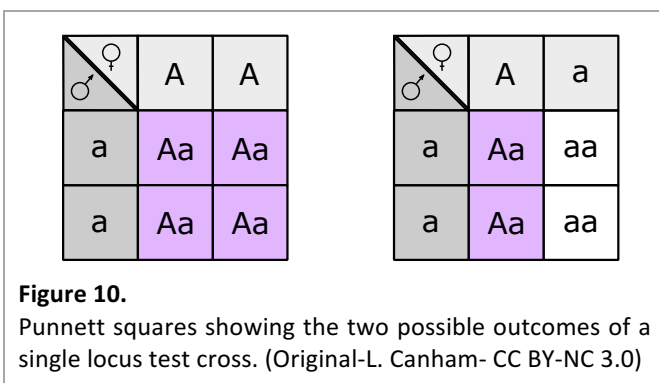 ♀ ♂ A A
a Aa Aa
a Aa Aa
♀ ♂ A a
a Aa aa
a Aa aa
Figure 10.
Punnett squares showing the two possible outcomes of a
single locus test cross. (Original-L. Canham- CC BY-NC 3.0)